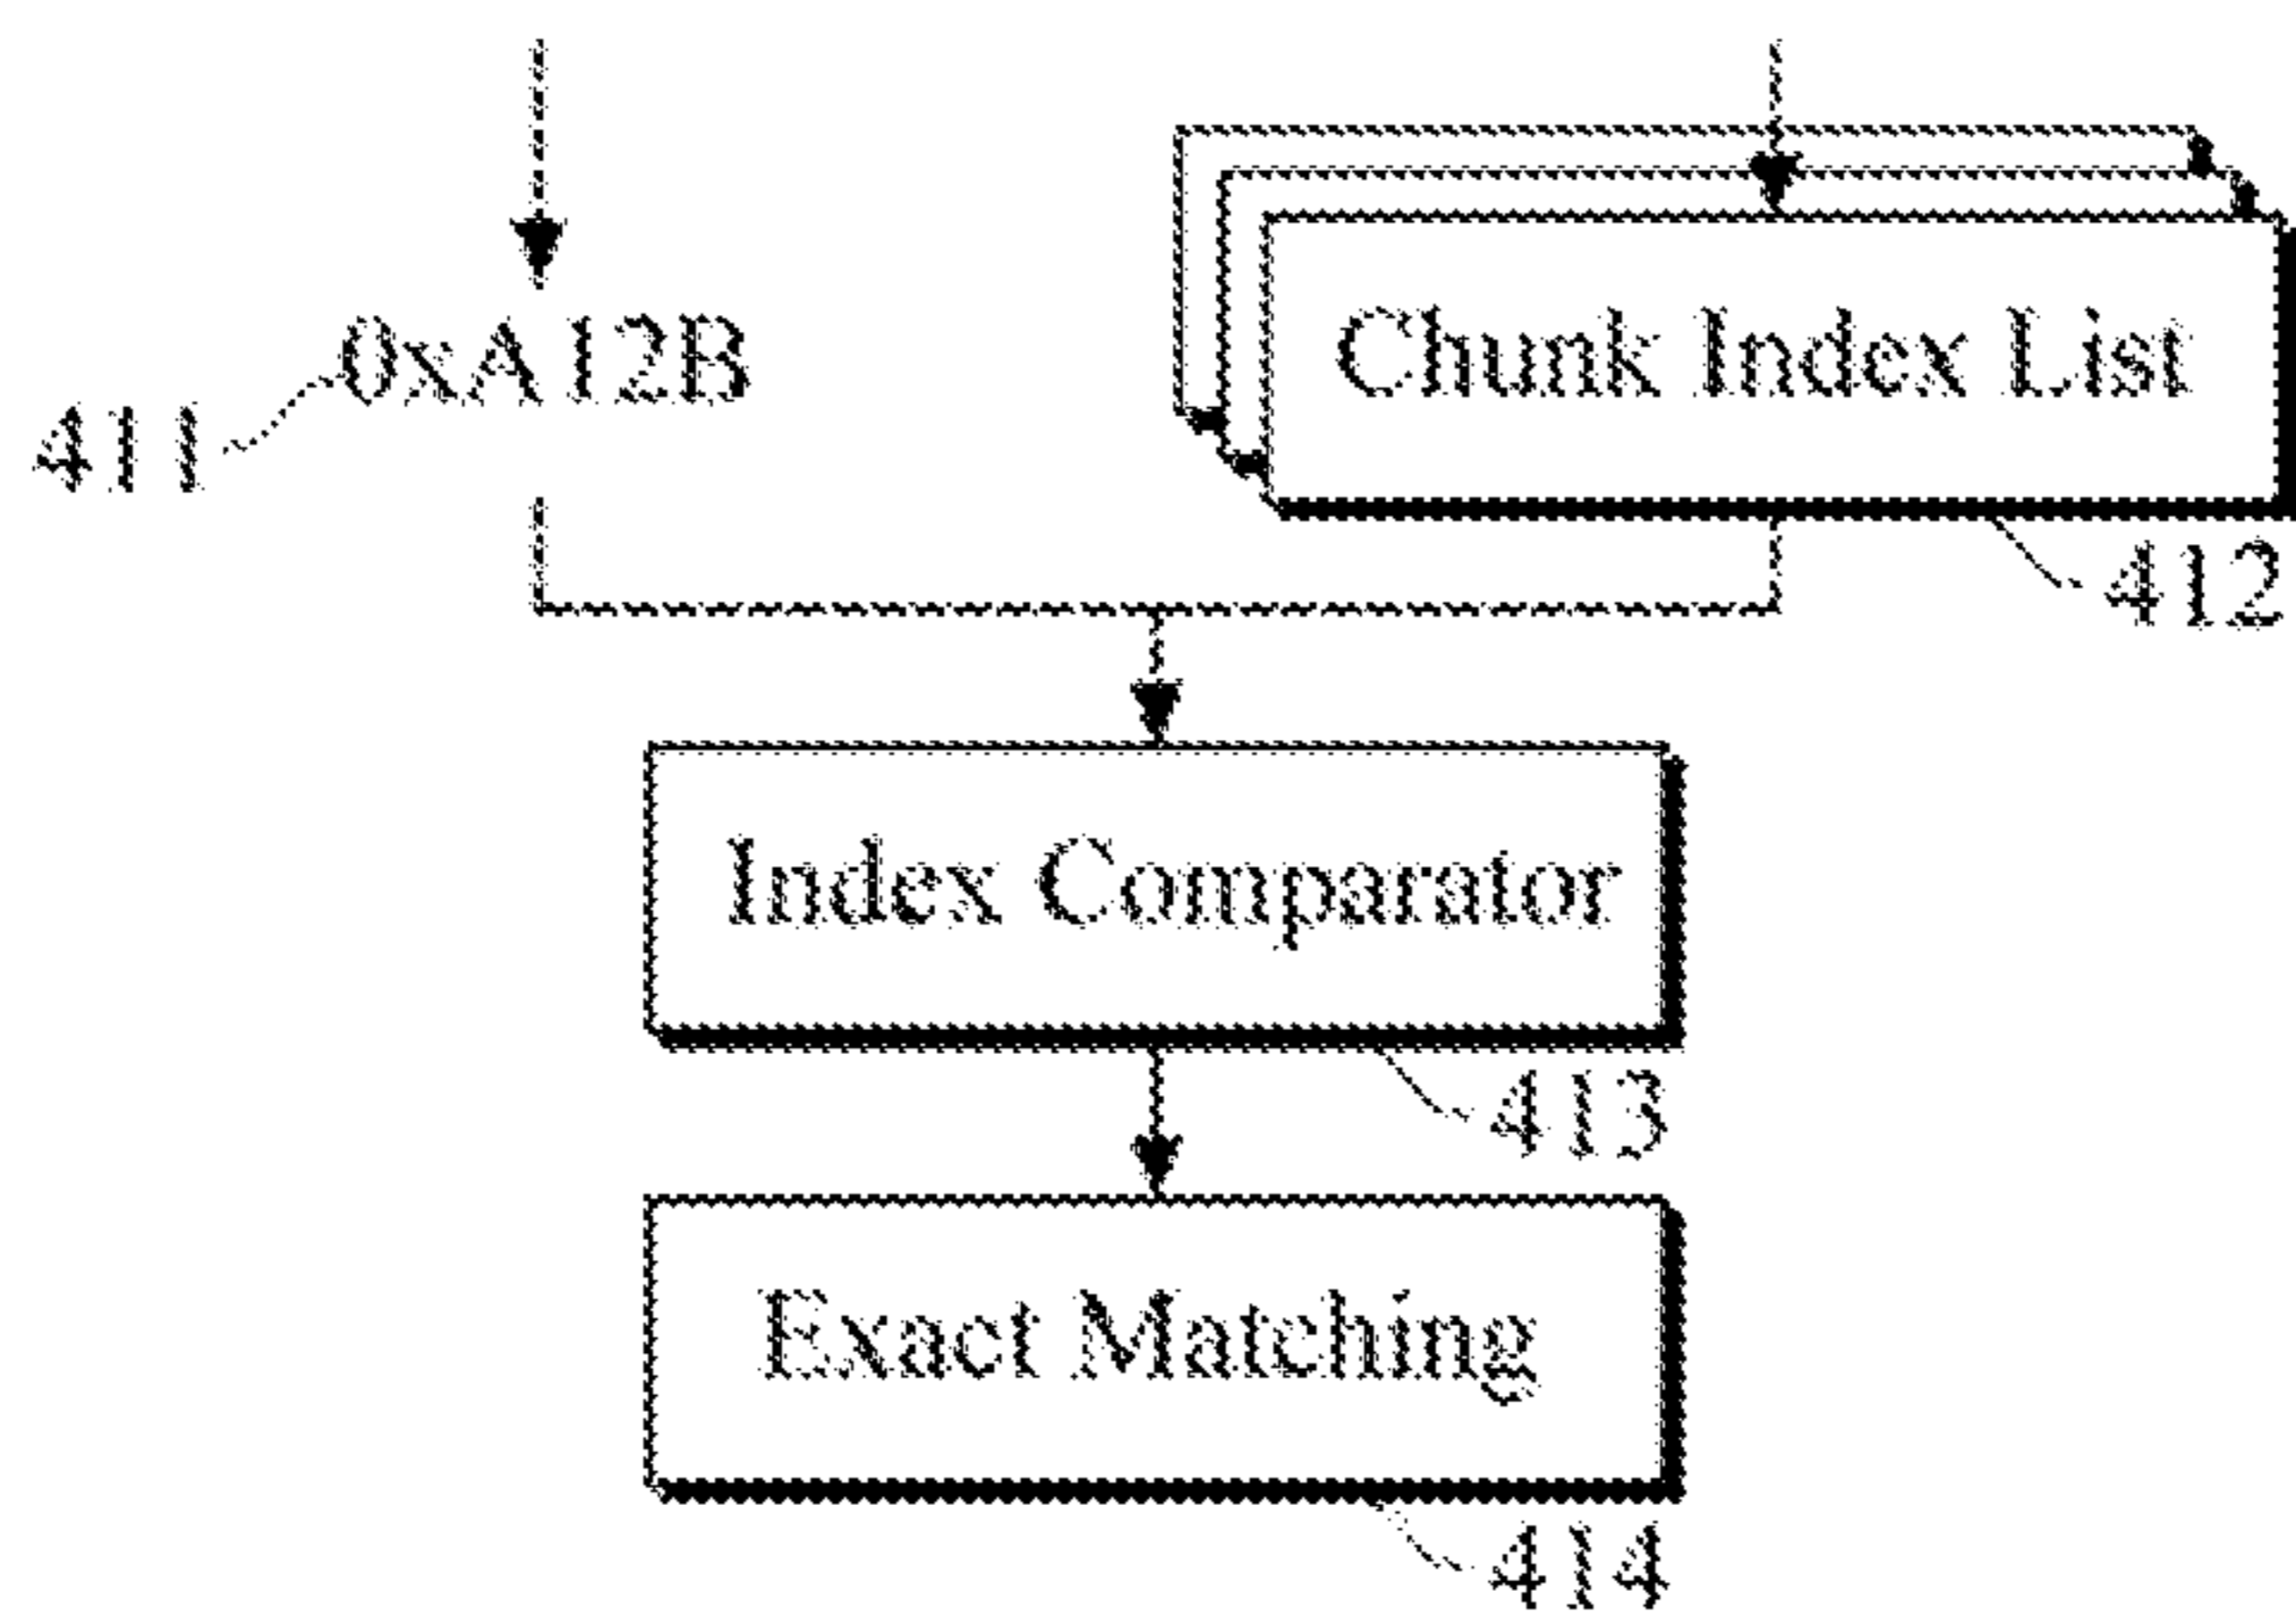 0xA12B
Chunk Index List
411
412
Index Comparator
413
Exact Matching
414